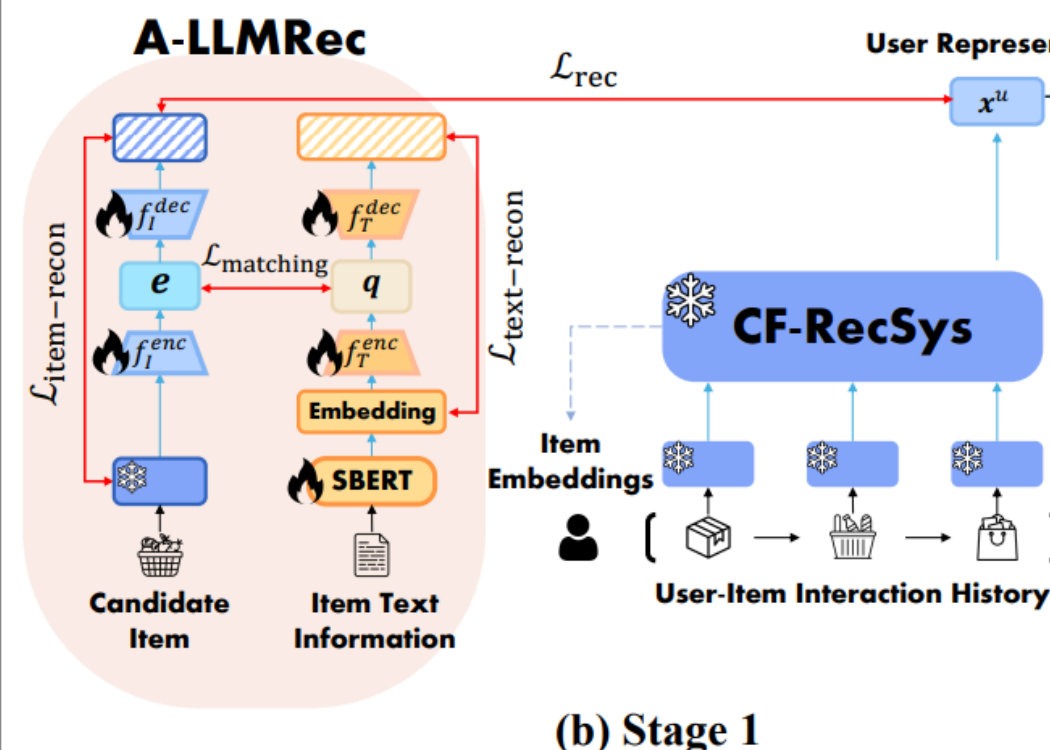 A-LLMRec
User Represen
ℒrec
x^u
f_I^dec
f_T^dec
ℒitem−recon
e
ℒmatching
q
ℒtext−recon
f_I^enc
f_T^enc
CF-RecSys
Embedding
SBERT
Item
Embeddings
Candidate
Item
Item Text
Information
User-Item Interaction History
(b) Stage 1